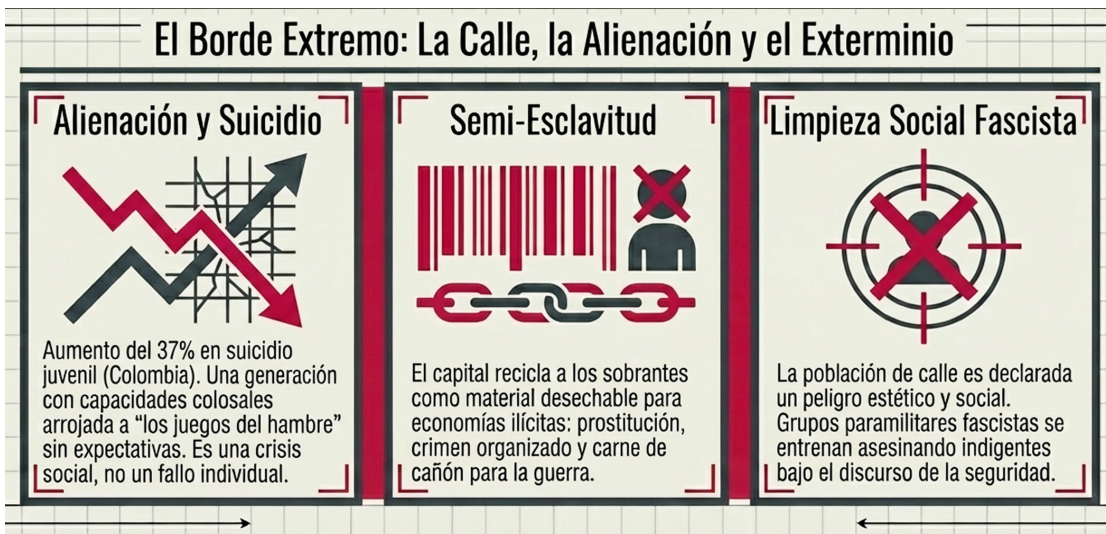 El Borde Extremo: La Calle, la Alienación y el Exterminio
Alienación y Suicidio
Aumento del 37% en suicidio
juvenil (Colombia). Una generación
con capacidades colosales
arrojada a “los juegos del hambre”
sin expectativas. Es una crisis
social, no un fallo individual.
Semi-Esclavitud
El capital recicla a los sobrantes
como material desechable para
economías ilícitas: prostitución,
crimen organizado y carne de
cañón para la guerra.
Limpieza Social Fascista
La población de calle es declarada
un peligro estético y social.
Grupos paramilitares fascistas se
entrenan asesinando indigentes
bajo el discurso de la seguridad.